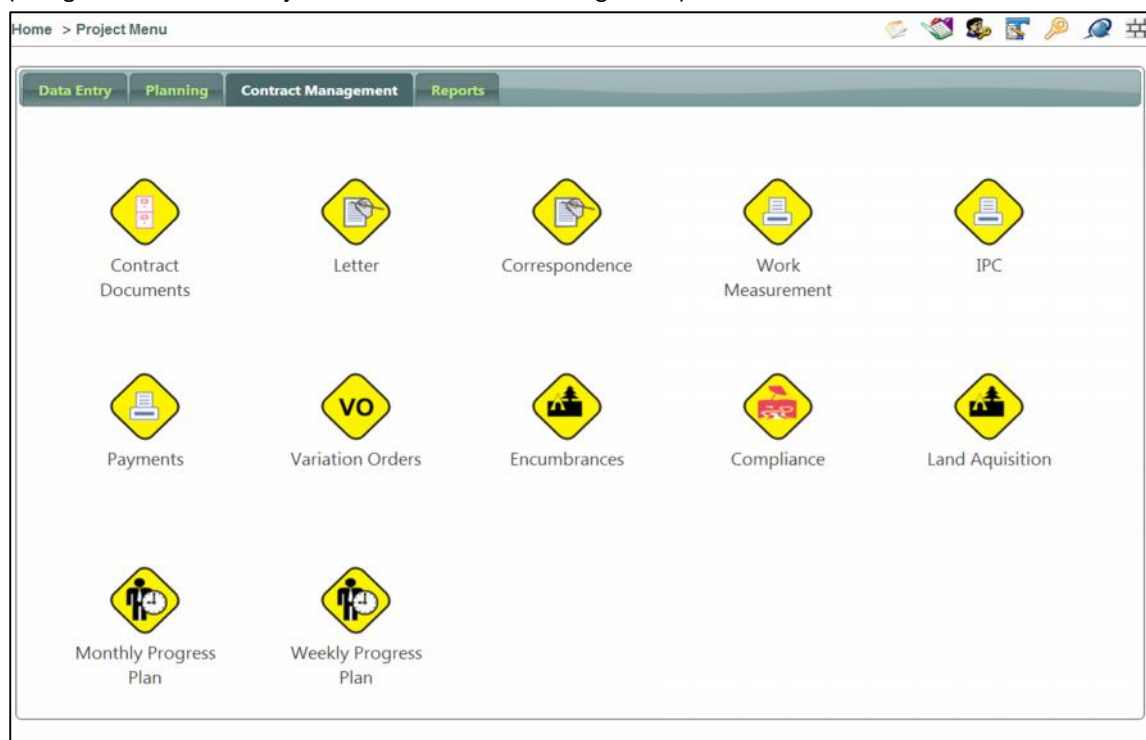 Home > Project Menu
Data Entry Planning Contract Management Reports
Contract
Documents
Letter
Correspondence
Work
Measurement
IPC
Payments
VO
Variation Orders
Encumbrances
Compliance
Land Aquisition
Monthly Progress
Plan
Weekly Progress
Plan